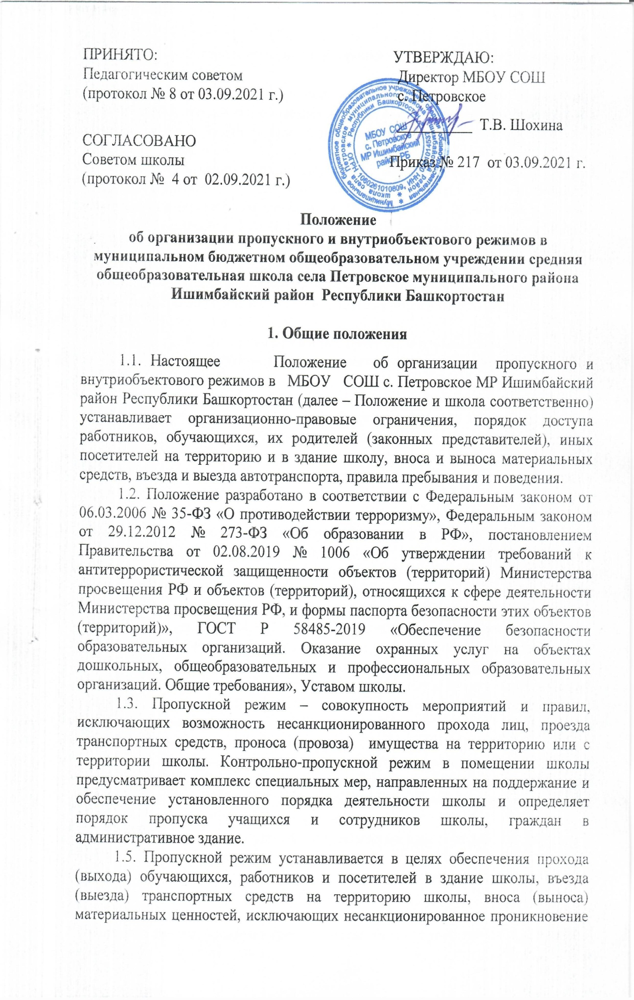 ПРИНЯТО:
Педагогическим советом
(протокол № 8 от 03.09.2021 г.)
СОГЛАСОВАНО
Советом школы
(протокол №  4 от  02.09.2021 г.)
УТВЕРЖДАЮ:
Директор МБОУ СОШ
с. Петровское
Т.В. Шохина
Приказ № 217  от 03.09.2021 г.
МБОУ СОШ
с. Петровское
МР Ишимбайский
район РБ
Положение
об организации пропускного и внутриобъектового режимов в
муниципальном бюджетном общеобразовательном учреждении средняя
общеобразовательная школа села Петровское муниципального района
Ишимбайский район  Республики Башкортостан
1. Общие положения
1.1. Настоящее Положение об организации пропускного и
внутриобъектового режимов в МБОУ СОШ с. Петровское МР Ишимбайский
район Республики Башкортостан (далее – Положение и школа соответственно)
устанавливает организационно-правовые ограничения, порядок доступа
работников, обучающихся, их родителей (законных представителей), иных
посетителей на территорию и в здание школу, вноса и выноса материальных
средств, въезда и выезда автотранспорта, правила пребывания и поведения.
1.2. Положение разработано в соответствии с Федеральным законом от
06.03.2006 № 35-ФЗ «О противодействии терроризму», Федеральным законом
от 29.12.2012 № 273-ФЗ «Об образовании в РФ», постановлением
Правительства от 02.08.2019 № 1006 «Об утверждении требований к
антитеррористической защищенности объектов (территорий) Министерства
просвещения РФ и объектов (территорий), относящихся к сфере деятельности
Министерства просвещения РФ, и формы паспорта безопасности этих объектов
(территорий)», ГОСТ Р 58485-2019 «Обеспечение безопасности
образовательных организаций. Оказание охранных услуг на объектах
дошкольных, общеобразовательных и профессиональных образовательных
организаций. Общие требования», Уставом школы.
1.3. Пропускной режим – совокупность мероприятий и правил,
исключающих возможность несанкционированного прохода лиц, проезда
транспортных средств, проноса (провоза) имущества на территорию или с
территории школы. Контрольно-пропускной режим в помещении школы
предусматривает комплекс специальных мер, направленных на поддержание и
обеспечение установленного порядка деятельности школы и определяет
порядок пропуска учащихся и сотрудников школы, граждан в
административное здание.
1.5. Пропускной режим устанавливается в целях обеспечения прохода
(выхода) обучающихся, работников и посетителей в здание школы, въезда
(выезда) транспортных средств на территорию школы, вноса (выноса)
материальных ценностей, исключающих несанкционированное проникновение